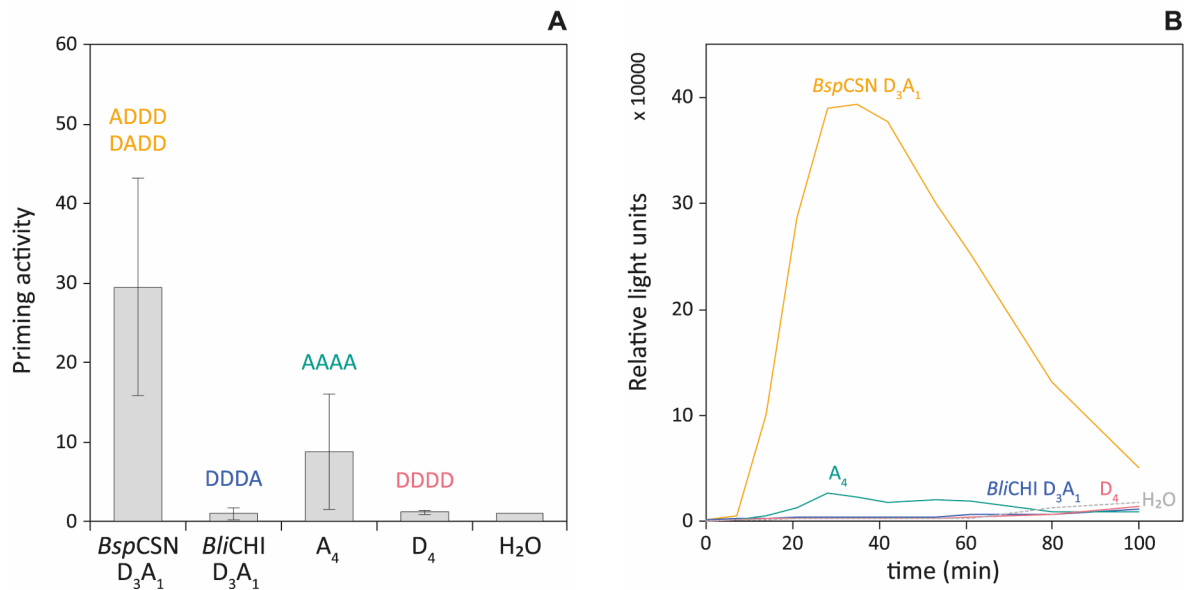 A
Priming activity
60
50
40
30
20
10
0
ADDD
DADD
DDDA
AAAA
DDDD
BspCSN D₃A₁
BliCHI D₃A₁
A₄
D₄
H₂O
B
x 10000
Relative light units
40
30
20
10
0
BspCSN D₃A₁
A₄
BliCHI D₃A₁
D₄
H₂O
0 20 40 60 80 100
time (min)